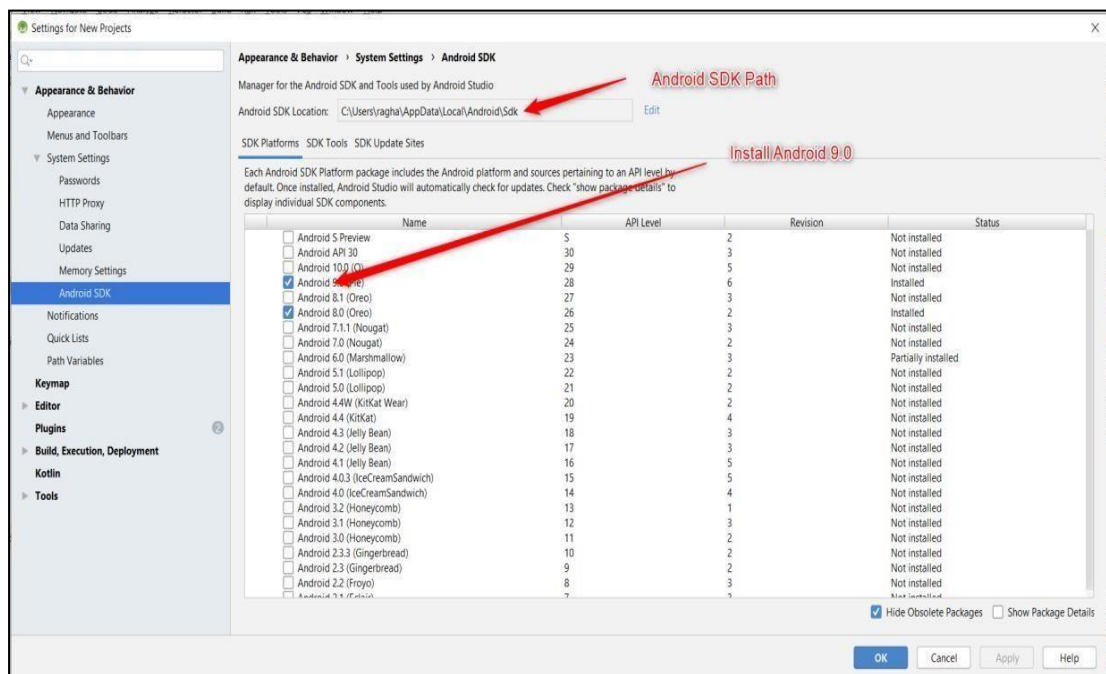 Settings for New Projects
X
Appearance & Behavior
Appearance
Menus and Toolbars
System Settings
Passwords
HTTP Proxy
Data Sharing
Updates
Memory Settings
Android SDK
Notifications
Quick Lists
Path Variables
Keymap
Editor
Plugins 2
Build, Execution, Deployment
Kotlin
Tools
Appearance & Behavior › System Settings › Android SDK
Manager for the Android SDK and Tools used by Android Studio
Android SDK Path
Android SDK Location: C:\Users\ragha\AppData\Local\Android\Sdk Edit
SDK Platforms SDK Tools SDK Update Sites
Install Android 9.0
Each Android SDK Platform package includes the Android platform and sources pertaining to an API level by
default. Once installed, Android Studio will automatically check for updates. Check "show package details" to
display individual SDK components.
Name API Level Revision Status
Android S Preview S 2 Not installed
Android API 30 30 3 Not installed
Android 10.0 (Q) 29 5 Not installed
Android 28 6 Installed
Android 8.1 (Oreo) 27 3 Not installed
Android 8.0 (Oreo) 26 2 Installed
Android 7.1.1 (Nougat) 25 3 Not installed
Android 7.0 (Nougat) 24 2 Not installed
Android 6.0 (Marshmallow) 23 3 Partially installed
Android 5.1 (Lollipop) 22 2 Not installed
Android 5.0 (Lollipop) 21 2 Not installed
Android 4.4W (KitKat Wear) 20 2 Not installed
Android 4.4 (KitKat) 19 4 Not installed
Android 4.3 (Jelly Bean) 18 3 Not installed
Android 4.2 (Jelly Bean) 17 3 Not installed
Android 4.1 (Jelly Bean) 16 5 Not installed
Android 4.0.3 (IceCreamSandwich) 15 5 Not installed
Android 4.0 (IceCreamSandwich) 14 4 Not installed
Android 3.2 (Honeycomb) 13 1 Not installed
Android 3.1 (Honeycomb) 12 3 Not installed
Android 3.0 (Honeycomb) 11 2 Not installed
Android 2.3.3 (Gingerbread) 10 2 Not installed
Android 2.3 (Gingerbread) 9 2 Not installed
Android 2.2 (Froyo) 8 3 Not installed
Android 2.1 (Eclair) 7 Not installed
Hide Obsolete Packages Show Package Details
OK Cancel Apply Help